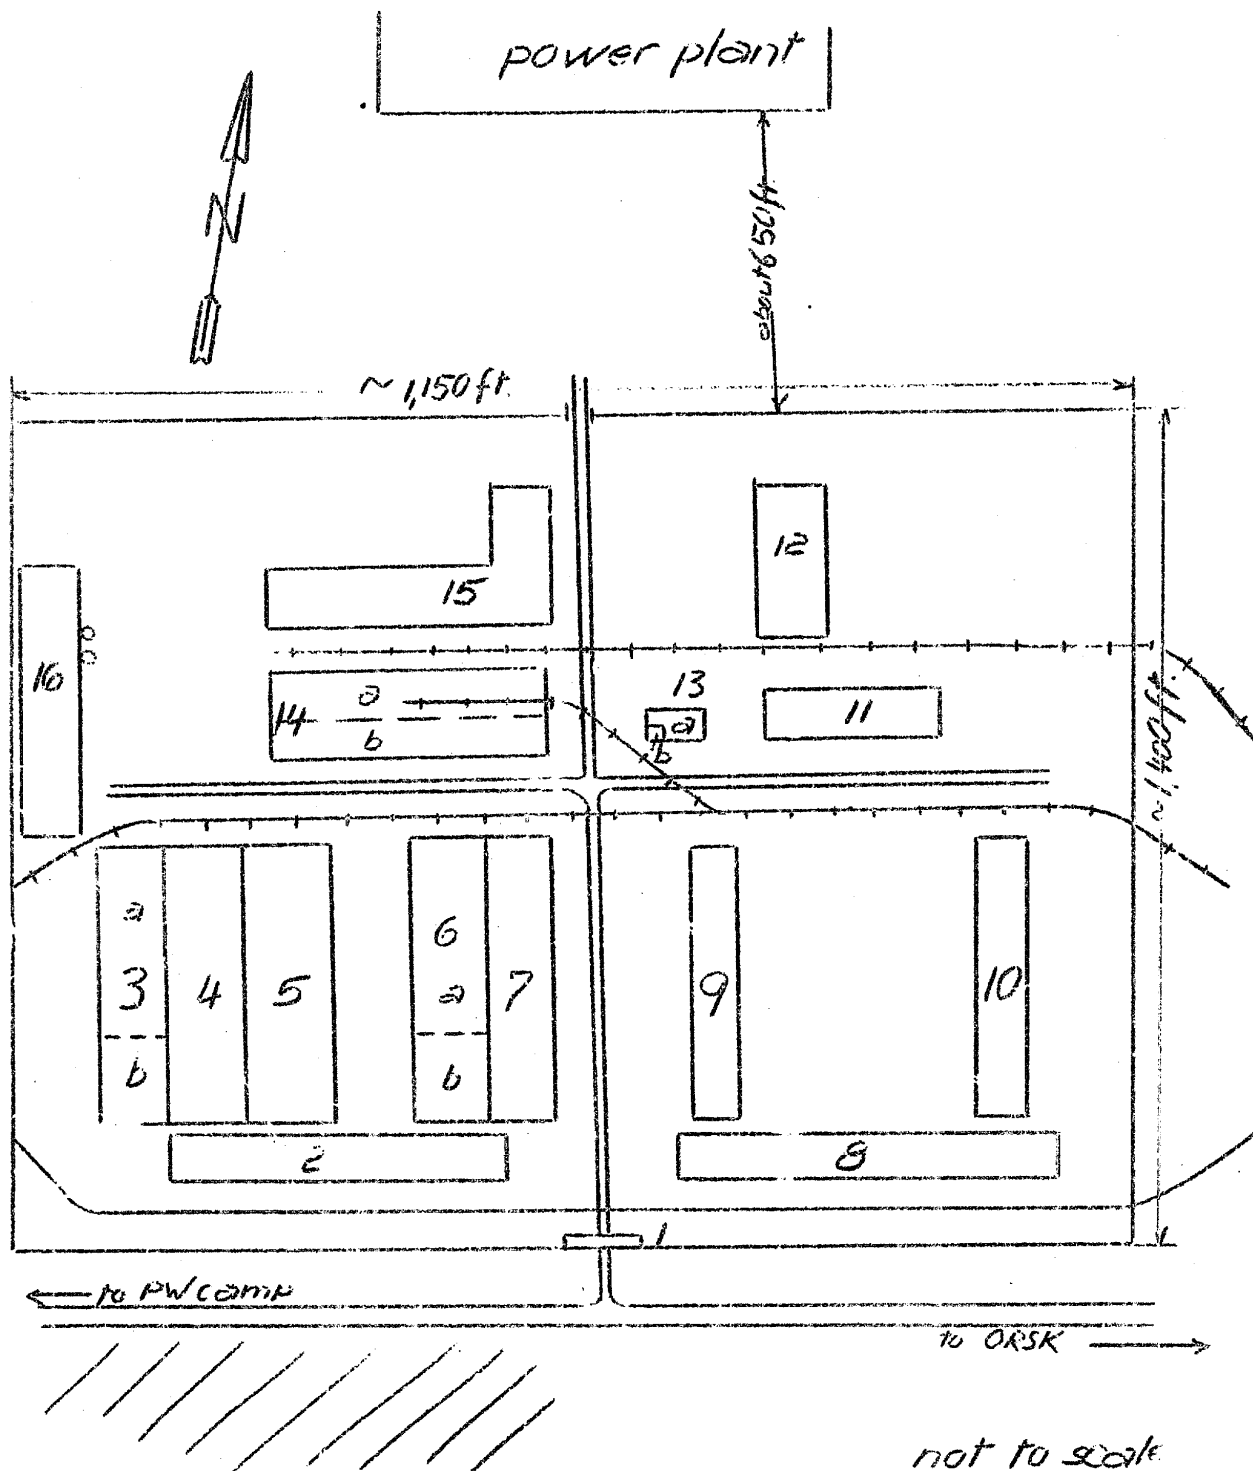 power plant
N
about 650 ft.
~ 1,150 ft.
12
15
16
13
14
a
b
a
b
11
~ 1,400 ft.
a
3
b
4
5
6
a
b
7
9
10
2
8
1
to PW camp
to ORSK
not to scale